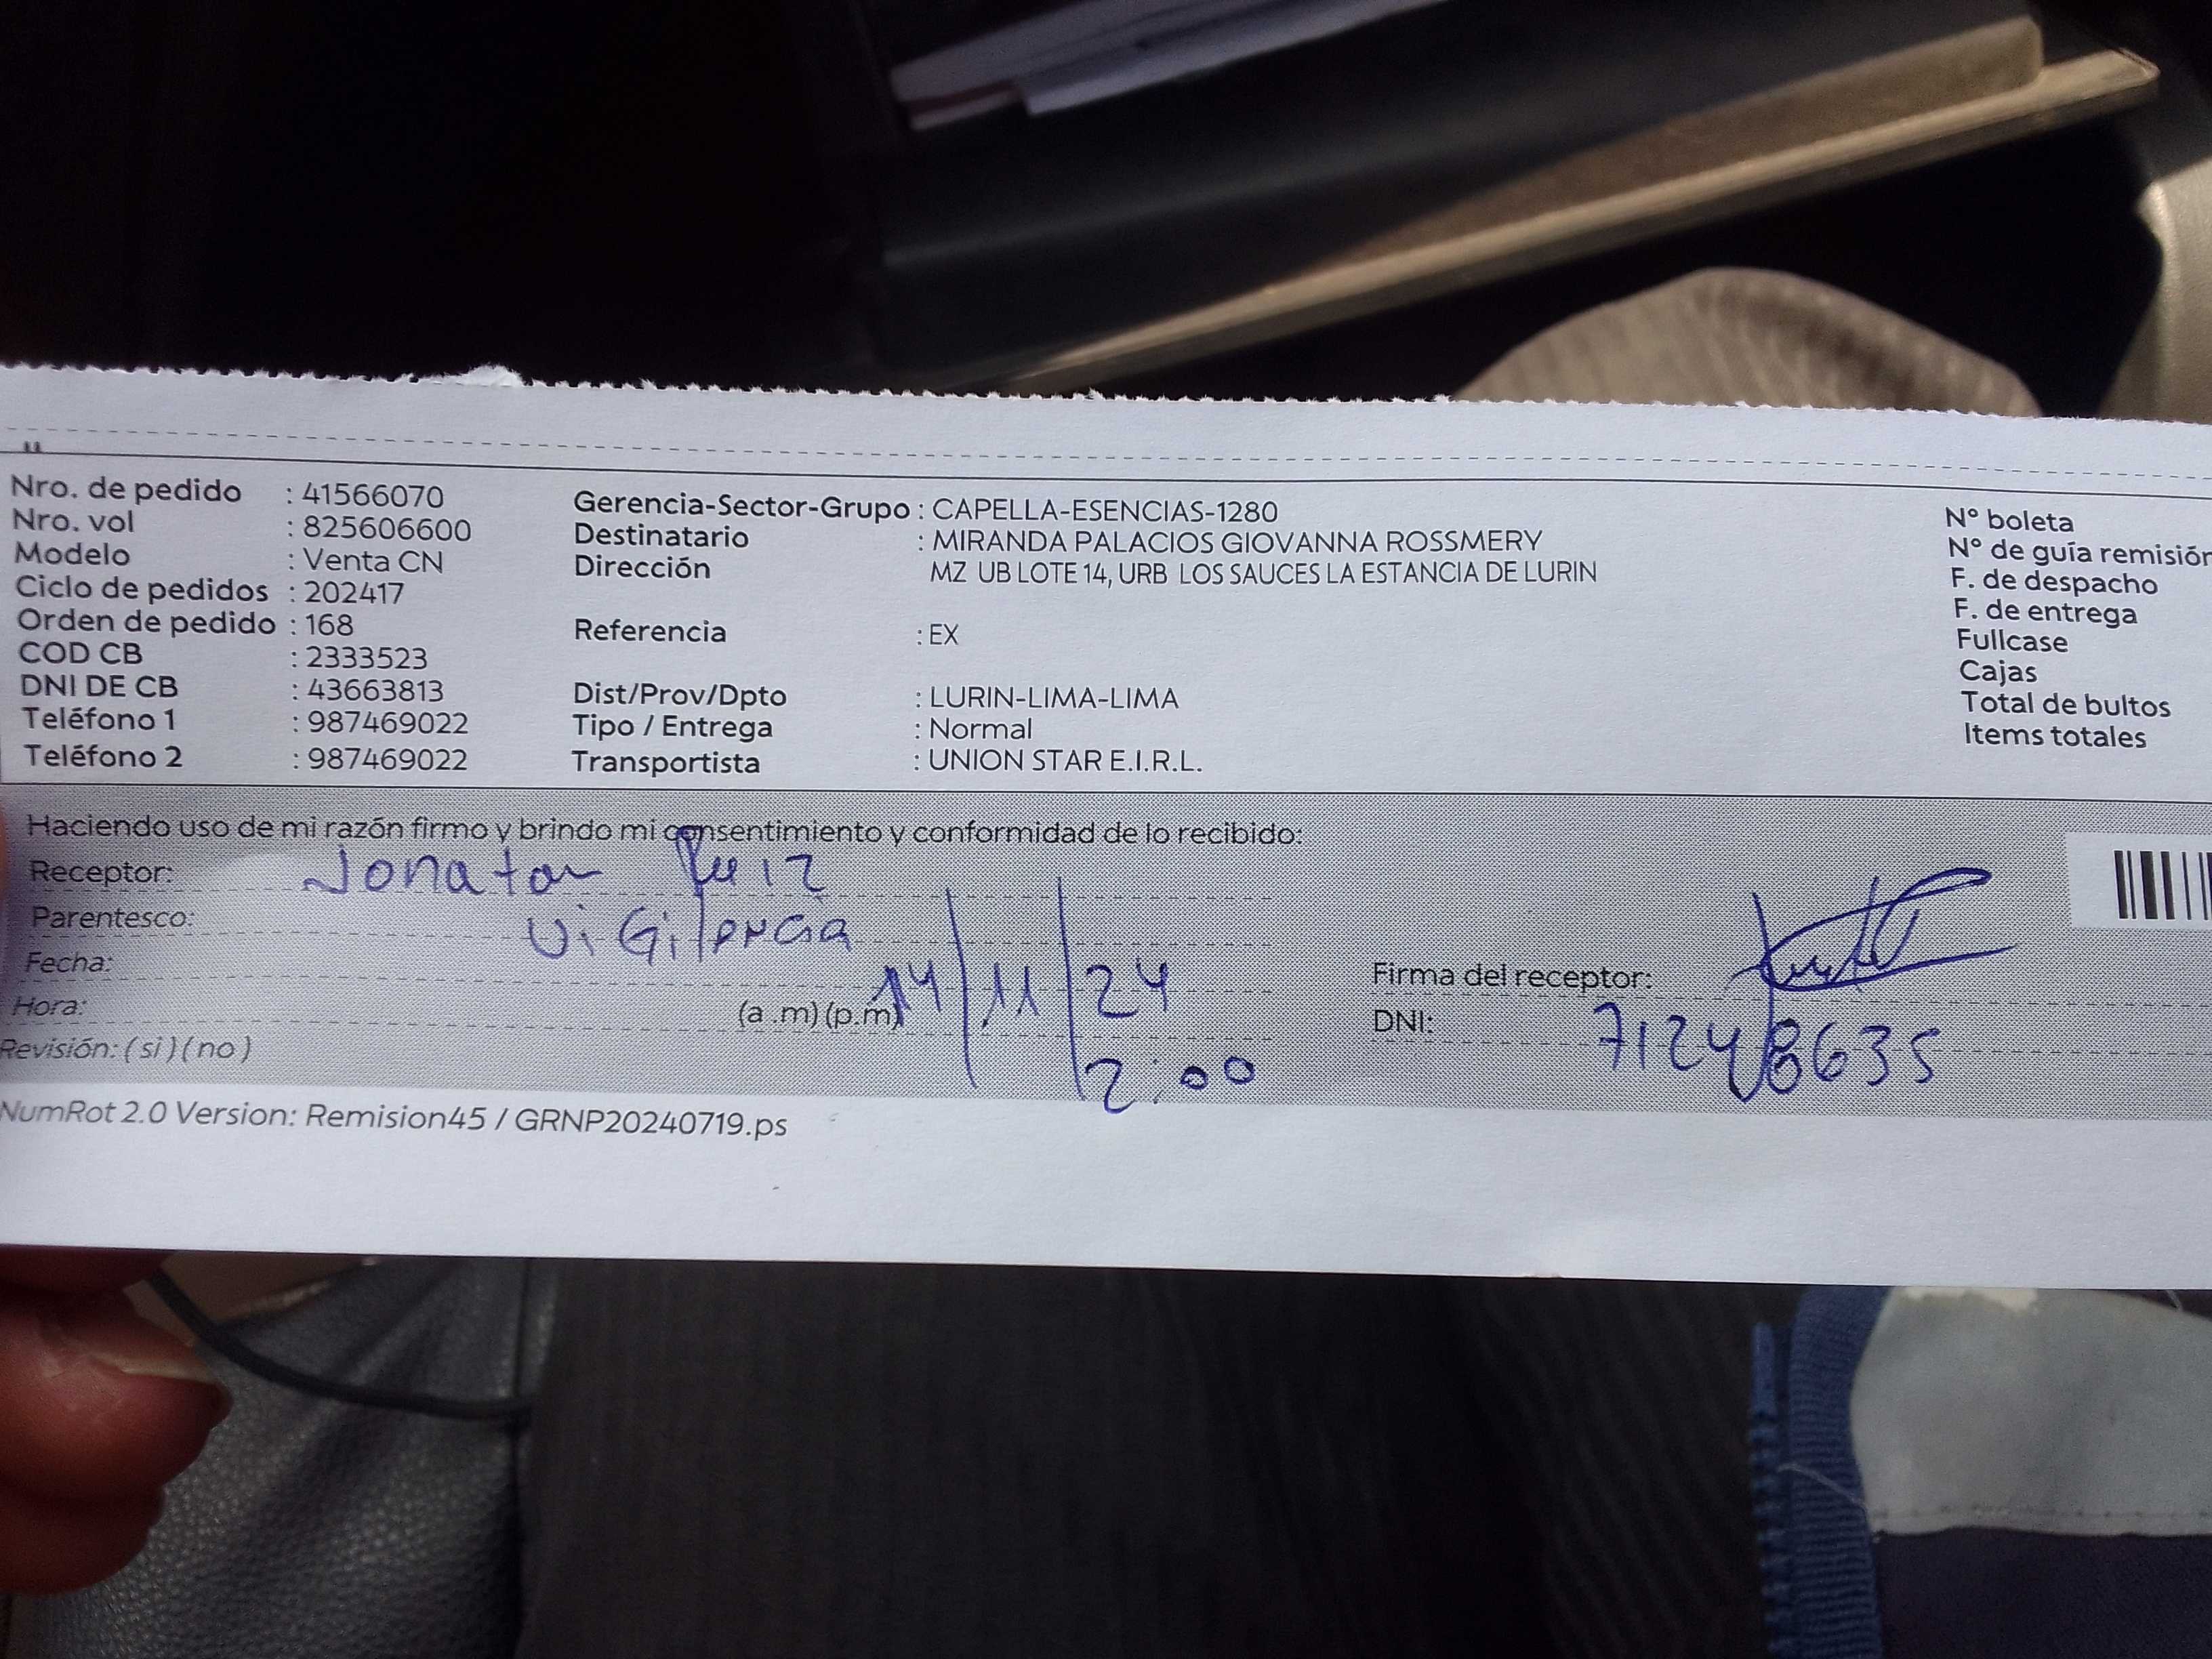 Nro. de pedido : 41566070
Nro. vol : 825606600
Modelo : Venta CN
Ciclo de pedidos : 202417
Orden de pedido : 168
COD CB : 2333523
DNI DE CB : 43663813
Teléfono 1 : 987469022
Teléfono 2 : 987469022
Gerencia-Sector-Grupo : CAPELLA-ESENCIAS-1280
Destinatario : MIRANDA PALACIOS GIOVANNA ROSSMERY
Dirección MZ UB LOTE 14, URB LOS SAUCES LA ESTANCIA DE LURIN
Referencia : EX
Dist/Prov/Dpto : LURIN-LIMA-LIMA
Tipo / Entrega : Normal
Transportista : UNION STAR E.I.R.L.
N° boleta
N° de guía remisión
F. de despacho
F. de entrega
Fullcase
Cajas
Total de bultos
Items totales
Haciendo uso de mi razón firmo y brindo mi consentimiento y conformidad de lo recibido:
Receptor: Jonatan Ruiz
Parentesco: ViGilencia
Fecha: 14/11/24
Hora: (a .m) (p.m) 2:00
Revisión: ( si ) ( no )
Firma del receptor:
DNI: 71248635
NumRot 2.0 Version: Remision45 / GRNP20240719.ps